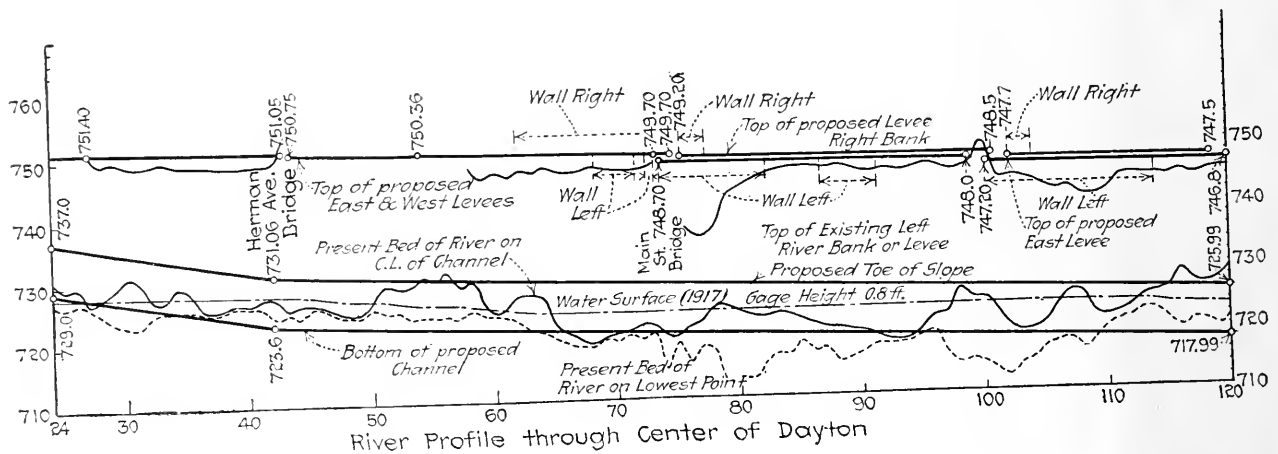 760
750
740
730
720
710
737.0
729.0
751.40
Herman Ave.
Bridge
751.05
750.75
731.06
723.6
750.36
Top of proposed
East & West Levees
Present Bed of River on
C.L. of Channel
Bottom of proposed
Channel
Wall Right
Wall
Left
Main
St.
Bridge
749.70
749.70
749.20
748.70
Wall Right
Top of proposed Levee
Right Bank
Wall Left
Top of Existing Left
River Bank or Levee
Proposed Toe of Slope
Water Surface (1917) Gage Height 0.8 ft.
Present Bed of
River on Lowest Point
748.0
747.20
748.5
747.7
Wall Right
Wall Left
Top of proposed
East Levee
747.5
746.8
725.99
717.99
750
740
730
720
710
24 30 40 50 60 70 80 90 100 110 120
River Profile through Center of Dayton